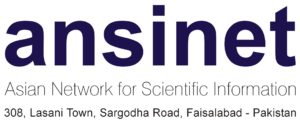 ansinet
Asian Network for Scientific Information
308, Lasani Town, Sargodha Road, Faisalabad - Pakistan